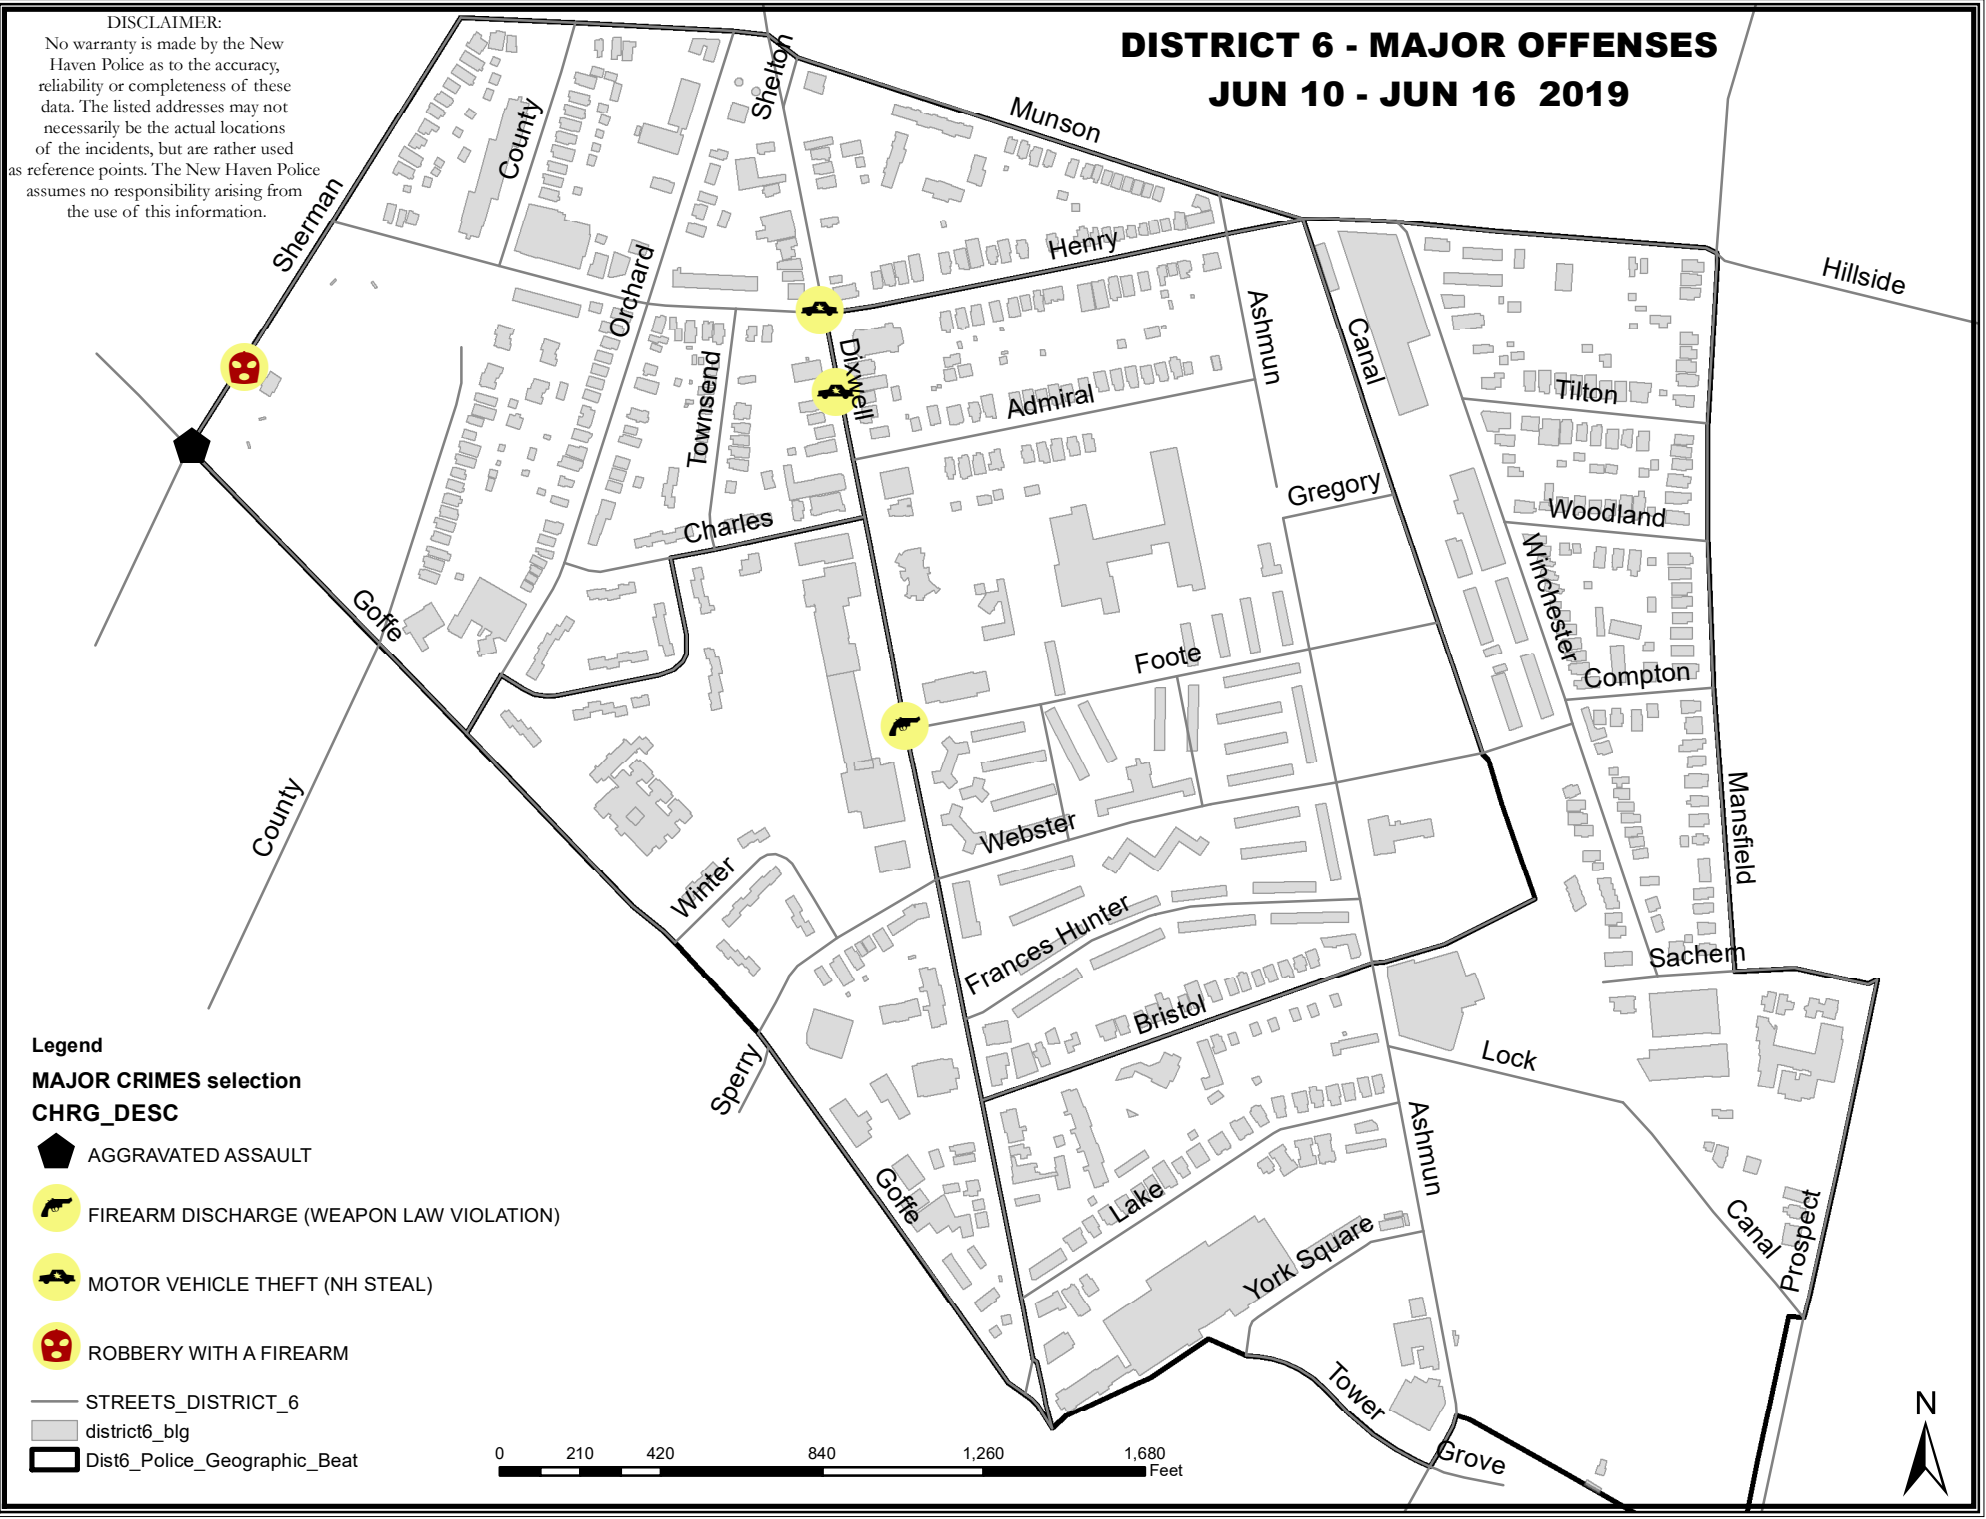 DISCLAIMER:
No warranty is made by the New
Haven Police as to the accuracy,
reliability or completeness of these
data. The listed addresses may not
necessarily be the actual locations
of the incidents, but are rather used
as reference points. The New Haven Police
assumes no responsibility arising from
the use of this information.
DISTRICT 6 - MAJOR OFFENSES
JUN 10 - JUN 16 2019
Shelton
Munson
County
Sherman
Henry
Hillside
Orchard
Ashmun
Canal
Dixwell
Townsend
Admiral
Tilton
Gregory
Woodland
Charles
Winchester
Goffe
Foote
Compton
County
Webster
Mansfield
Winter
Frances Hunter
Sachem
Bristol
Lock
Sperry
Ashmun
Goffe
Lake
York Square
Canal
Prospect
Tower
Grove
Legend
MAJOR CRIMES selection
CHRG_DESC
AGGRAVATED ASSAULT
FIREARM DISCHARGE (WEAPON LAW VIOLATION)
MOTOR VEHICLE THEFT (NH STEAL)
ROBBERY WITH A FIREARM
STREETS_DISTRICT_6
district6_blg
Dist6_Police_Geographic_Beat
0 210 420 840 1,260 1,680
Feet
N